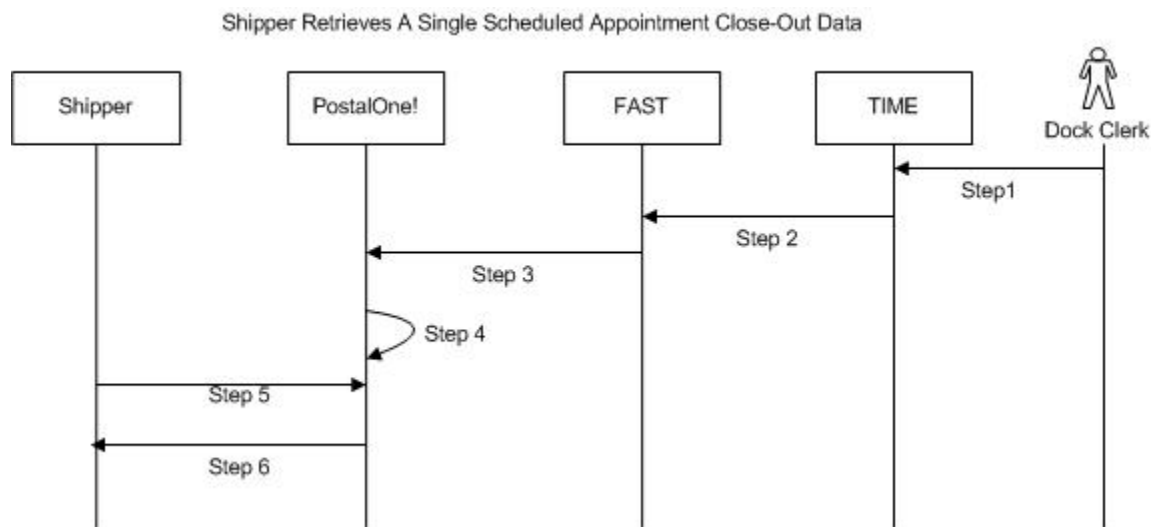 Shipper Retrieves A Single Scheduled Appointment Close-Out Data
Shipper
PostalOne!
FAST
TIME
Dock Clerk
Step1
Step 2
Step 3
Step 4
Step 5
Step 6